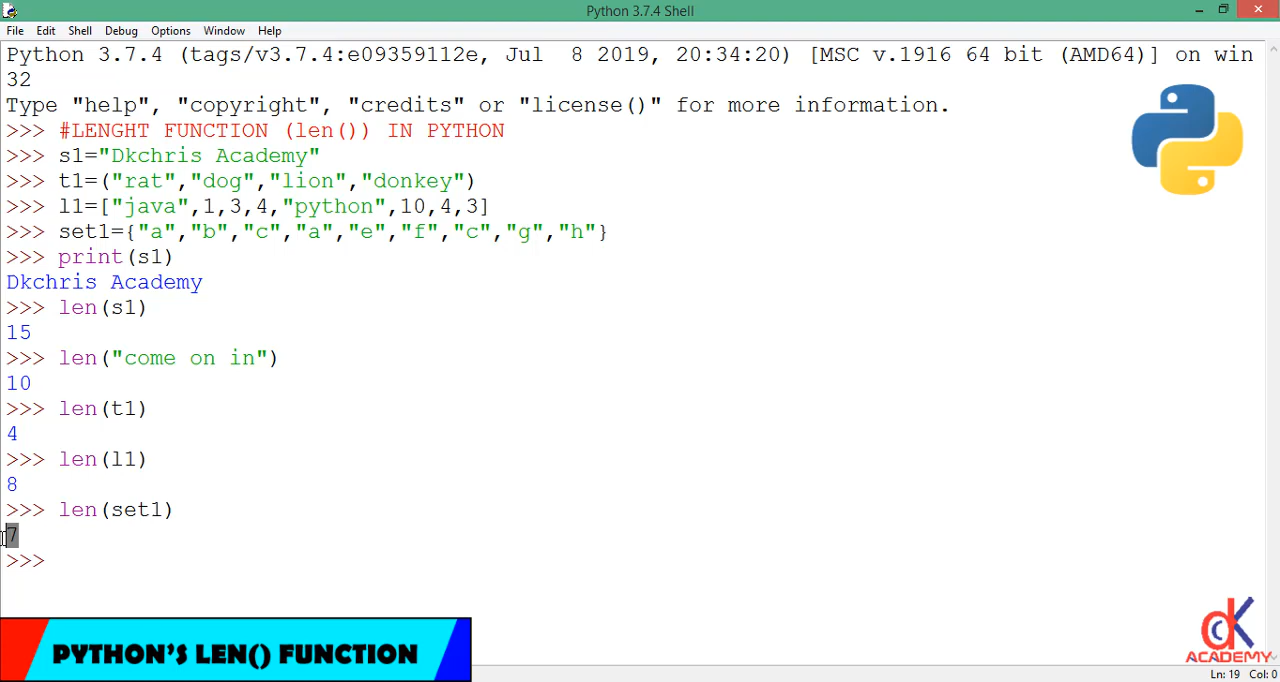 Python 3.7.4 Shell
File Edit Shell Debug Options Window Help
Python 3.7.4 (tags/v3.7.4:e09359112e, Jul  8 2019, 20:34:20) [MSC v.1916 64 bit (AMD64)] on win
32
Type "help", "copyright", "credits" or "license()" for more information.
>>> #LENGHT FUNCTION (len()) IN PYTHON
>>> s1="Dkchris Academy"
>>> t1=("rat","dog","lion","donkey")
>>> l1=["java",1,3,4,"python",10,4,3]
>>> set1={"a","b","c","a","e","f","c","g","h"}
>>> print(s1)
Dkchris Academy
>>> len(s1)
15
>>> len("come on in")
10
>>> len(t1)
4
>>> len(l1)
8
>>> len(set1)
7
>>>
PYTHON'S LEN() FUNCTION
dcK
ACADEMY
Ln: 19 Col: 0